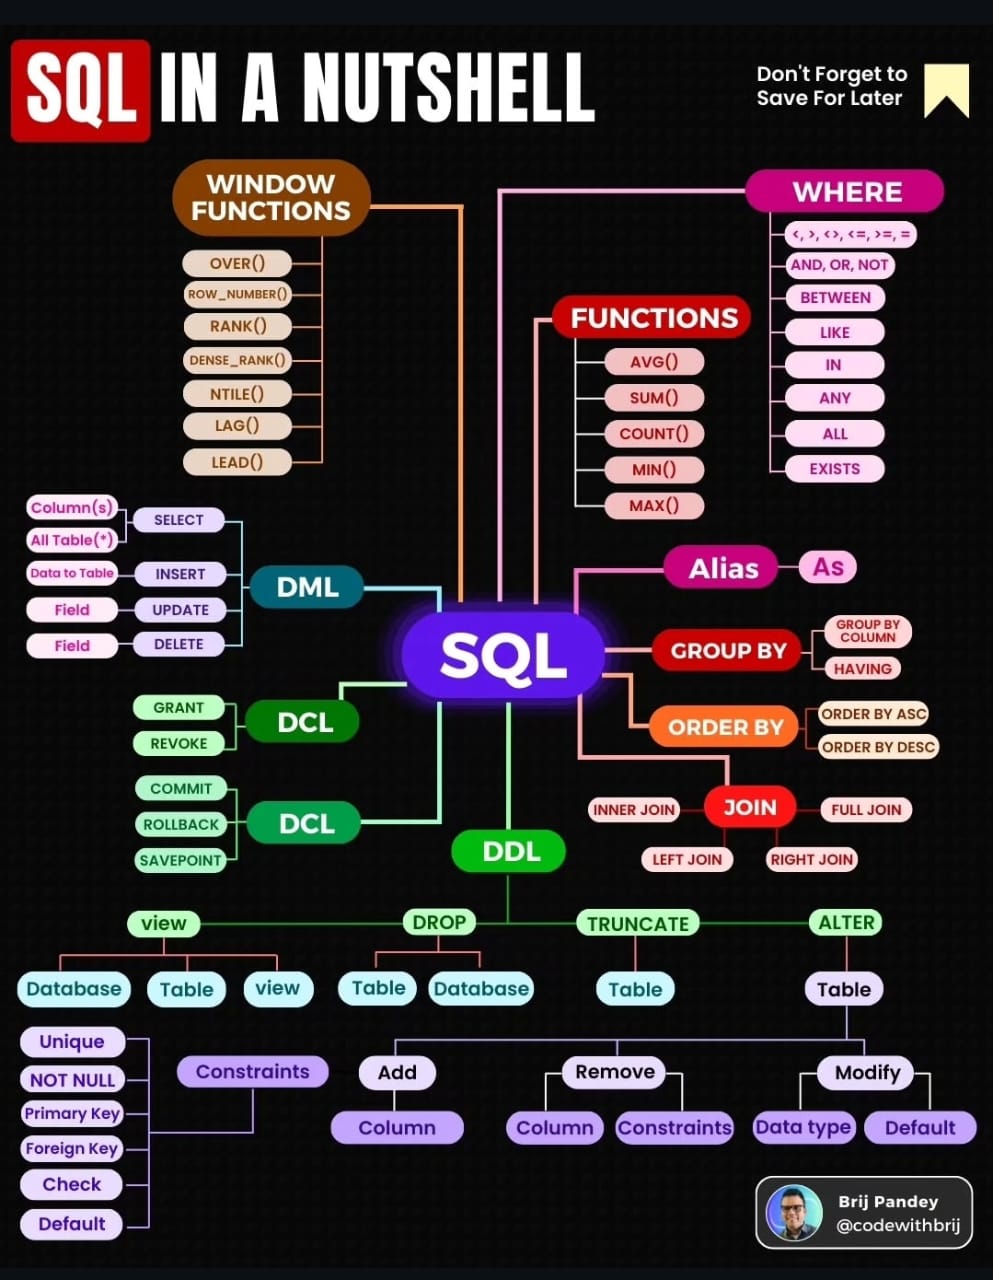 SQL IN A NUTSHELL
Don't Forget to
Save For Later
WINDOW
FUNCTIONS
OVER()
ROW_NUMBER()
RANK()
DENSE_RANK()
NTILE()
LAG()
LEAD()
WHERE
<, >, <>, <=, >=, =
AND, OR, NOT
BETWEEN
LIKE
IN
ANY
ALL
EXISTS
FUNCTIONS
AVG()
SUM()
COUNT()
MIN()
MAX()
Column(s)
All Table(*)
SELECT
Data to Table
INSERT
Field
UPDATE
Field
DELETE
DML
Alias
As
SQL
GROUP BY
GROUP BY
COLUMN
HAVING
GRANT
REVOKE
DCL
ORDER BY
ORDER BY ASC
ORDER BY DESC
COMMIT
ROLLBACK
SAVEPOINT
DCL
INNER JOIN
JOIN
FULL JOIN
LEFT JOIN
RIGHT JOIN
DDL
view
DROP
TRUNCATE
ALTER
Database
Table
view
Table
Database
Table
Table
Unique
NOT NULL
Primary Key
Foreign Key
Check
Default
Constraints
Add
Column
Remove
Column
Constraints
Modify
Data type
Default
Brij Pandey
@codewithbrij